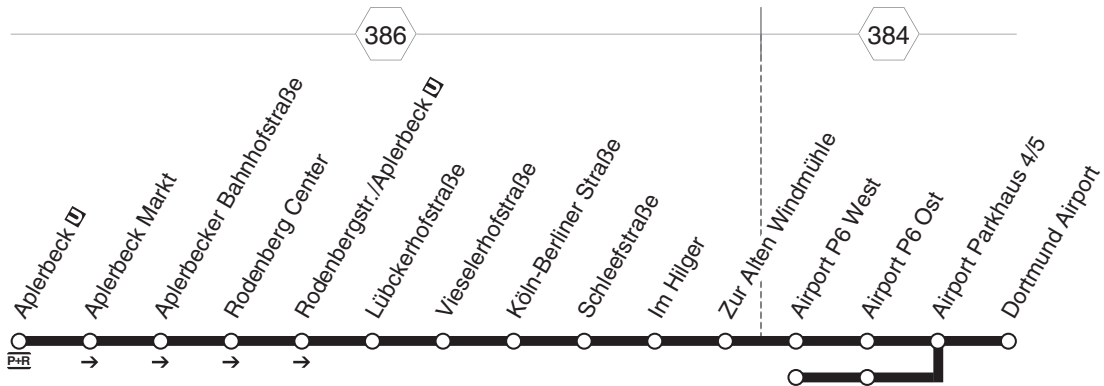 386
384
Aplerbeck U
Aplerbeck Markt
Aplerbecker Bahnhofstraße
Rodenberg Center
Rodenbergstr./Aplerbeck U
Lübckerhofstraße
Vieselerhofstraße
Köln-Berliner Straße
Schleefstraße
Im Hilger
Zur Alten Windmühle
Airport P6 West
Airport P6 Ost
Airport Parkhaus 4/5
Dortmund Airport
P+R